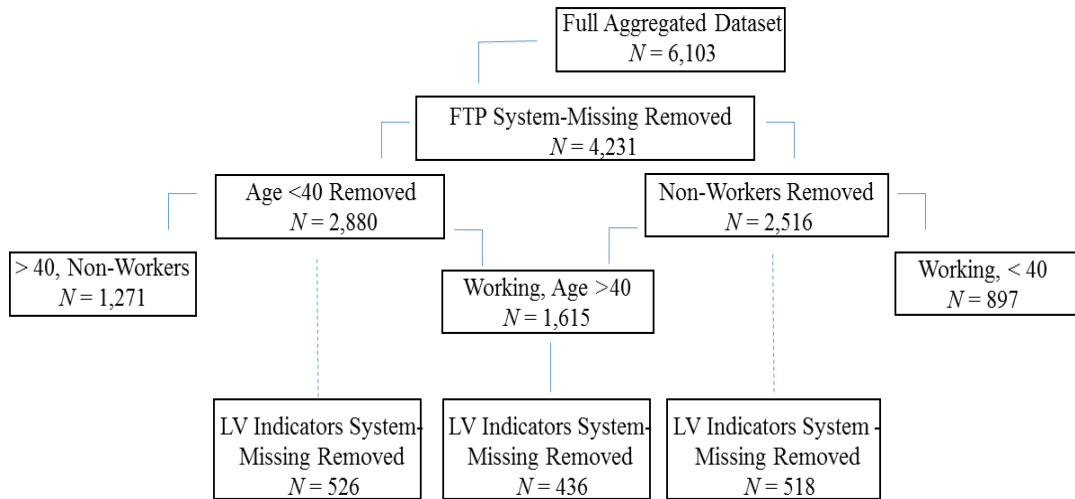 Full Aggregated Dataset
N = 6,103
FTP System-Missing Removed
N = 4,231
Age <40 Removed
N = 2,880
Non-Workers Removed
N = 2,516
> 40, Non-Workers
N = 1,271
Working, Age >40
N = 1,615
Working, < 40
N = 897
LV Indicators System-
Missing Removed
N = 526
LV Indicators System-
Missing Removed
N = 436
LV Indicators System -
Missing Removed
N = 518